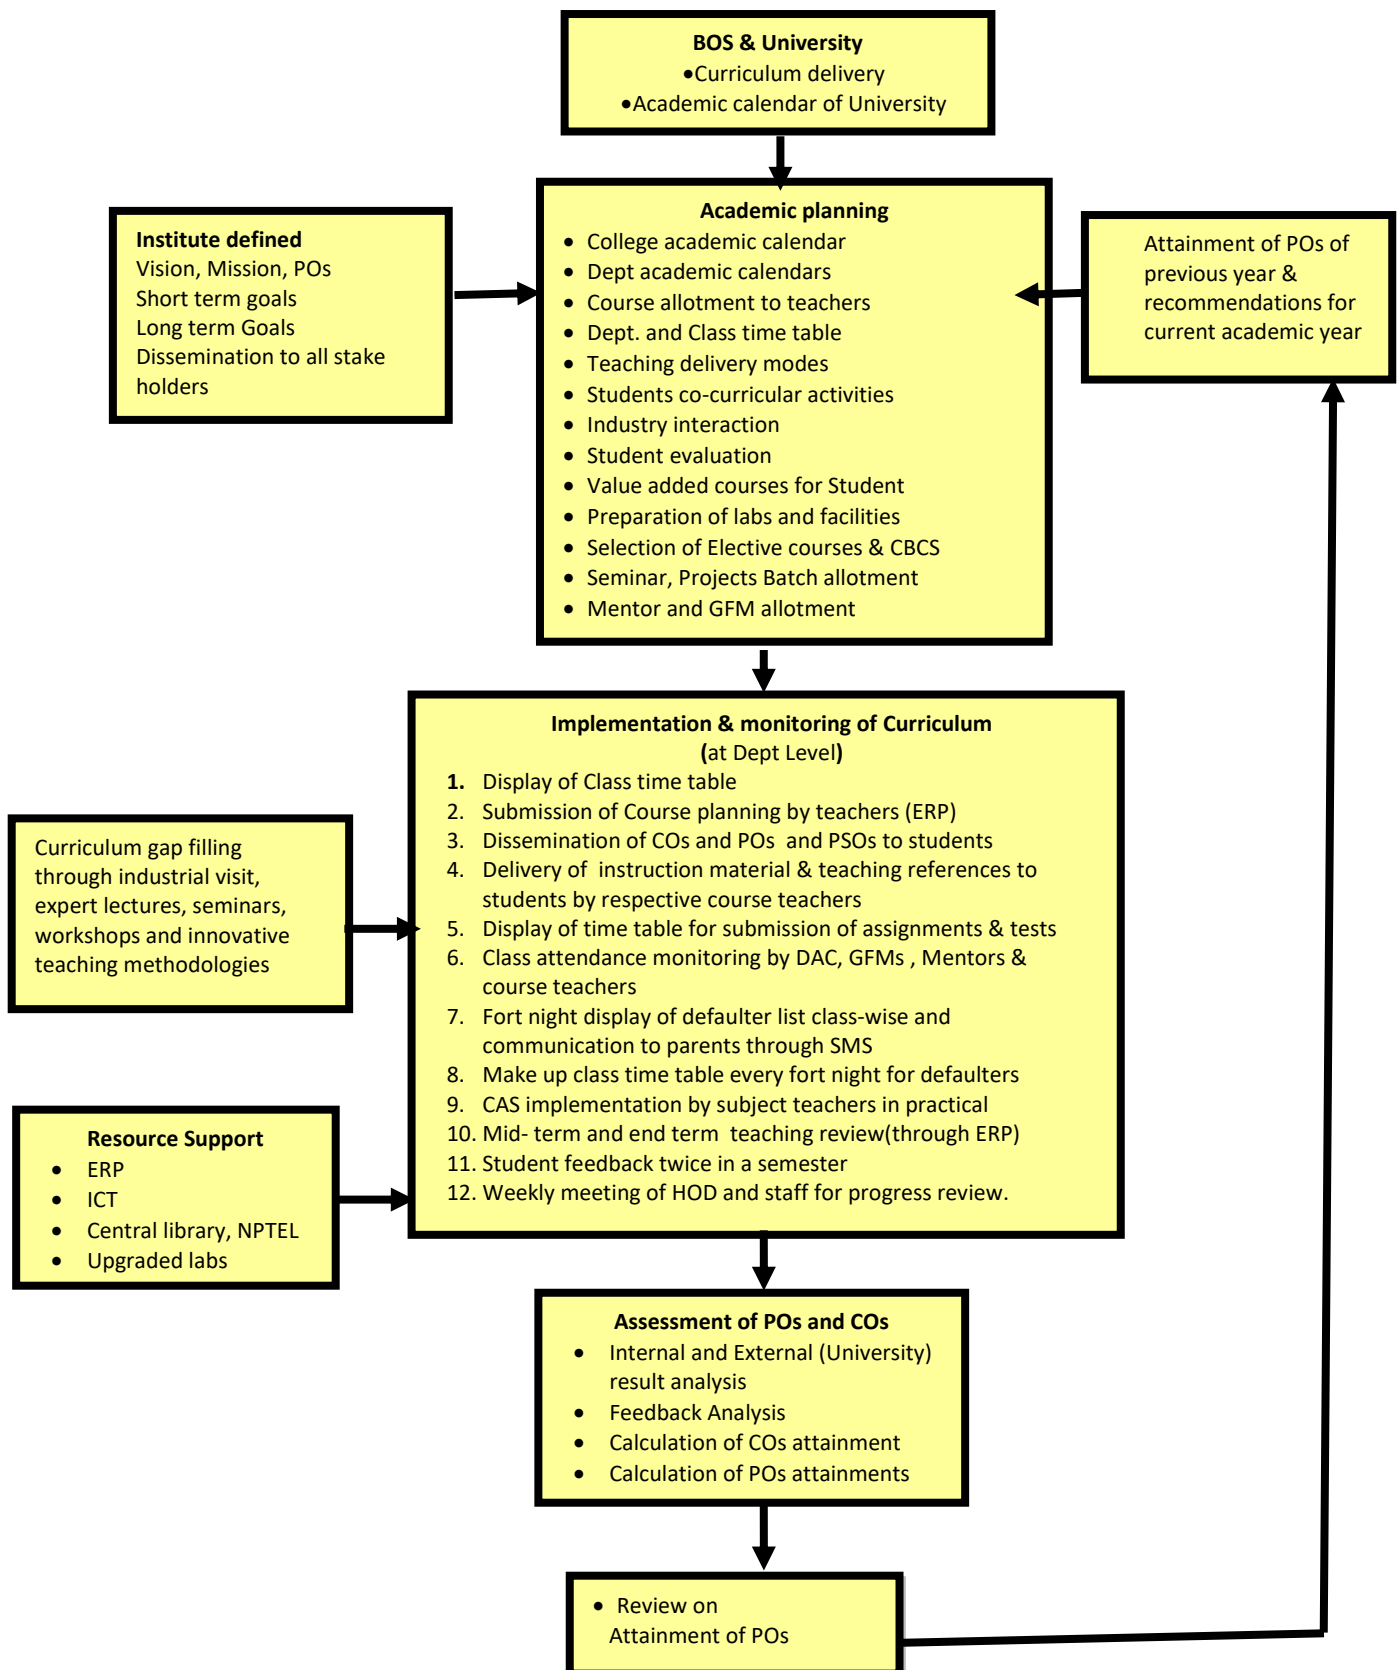 BOS & University
•Curriculum delivery
•Academic calendar of University
Institute defined
Vision, Mission, POs
Short term goals
Long term Goals
Dissemination to all stake
holders
Academic planning
• College academic calendar
• Dept academic calendars
• Course allotment to teachers
• Dept. and Class time table
• Teaching delivery modes
• Students co-curricular activities
• Industry interaction
• Student evaluation
• Value added courses for Student
• Preparation of labs and facilities
• Selection of Elective courses & CBCS
• Seminar, Projects Batch allotment
• Mentor and GFM allotment
Attainment of POs of
previous year &
recommendations for
current academic year
Implementation & monitoring of Curriculum
(at Dept Level)
1. Display of Class time table
2. Submission of Course planning by teachers (ERP)
3. Dissemination of COs and POs and PSOs to students
4. Delivery of instruction material & teaching references to
students by respective course teachers
5. Display of time table for submission of assignments & tests
6. Class attendance monitoring by DAC, GFMs , Mentors &
course teachers
7. Fort night display of defaulter list class-wise and
communication to parents through SMS
8. Make up class time table every fort night for defaulters
9. CAS implementation by subject teachers in practical
10. Mid- term and end term teaching review(through ERP)
11. Student feedback twice in a semester
12. Weekly meeting of HOD and staff for progress review.
Curriculum gap filling
through industrial visit,
expert lectures, seminars,
workshops and innovative
teaching methodologies
Resource Support
• ERP
• ICT
• Central library, NPTEL
• Upgraded labs
Assessment of POs and COs
• Internal and External (University)
result analysis
• Feedback Analysis
• Calculation of COs attainment
• Calculation of POs attainments
• Review on
Attainment of POs